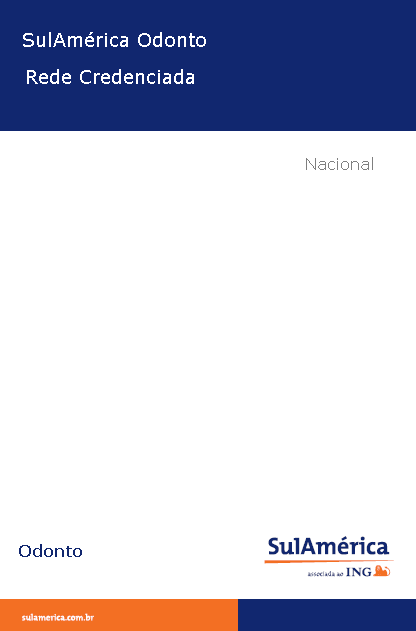 SulAmérica Odonto
Rede Credenciada
Nacional
Odonto
SulAmérica
associada ao ING
sulamerica.com.br